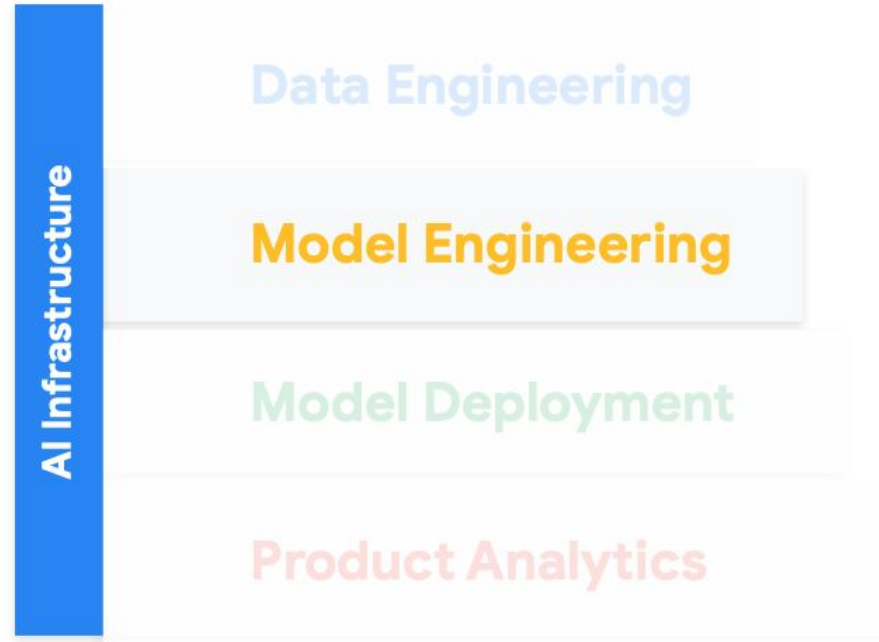 AI Infrastructure
Data Engineering
Model Engineering
Model Deployment
Product Analytics